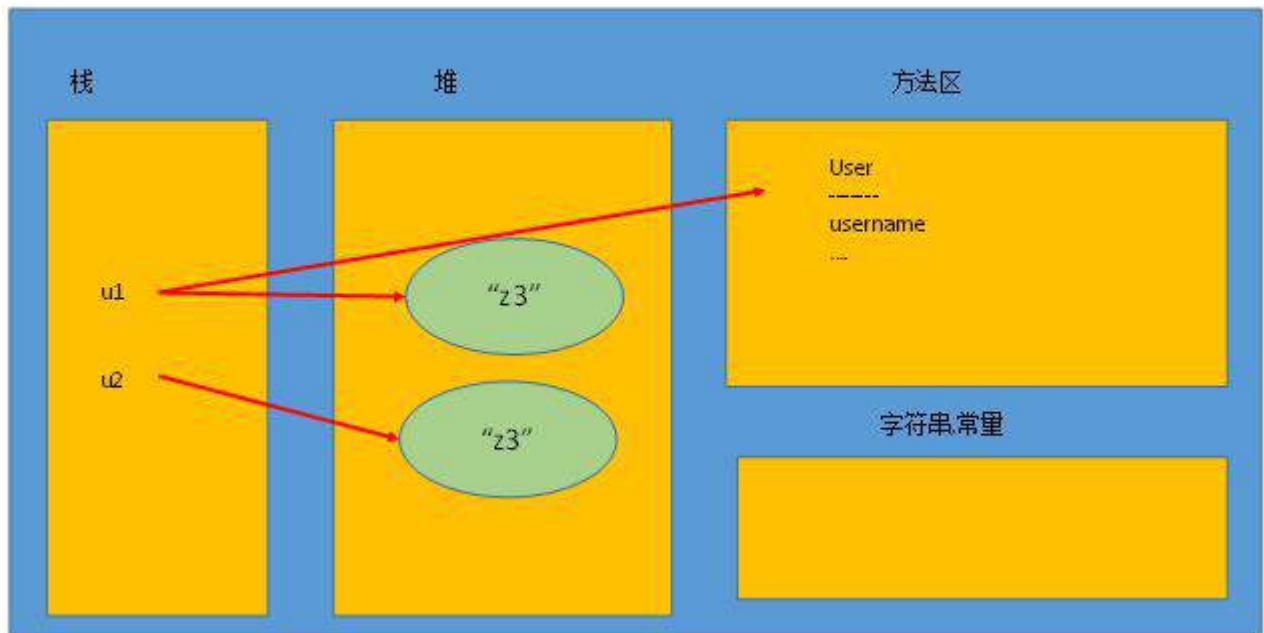 栈
堆
方法区
User
-------
username
....
u1
“z3”
u2
“z3”
字符串常量